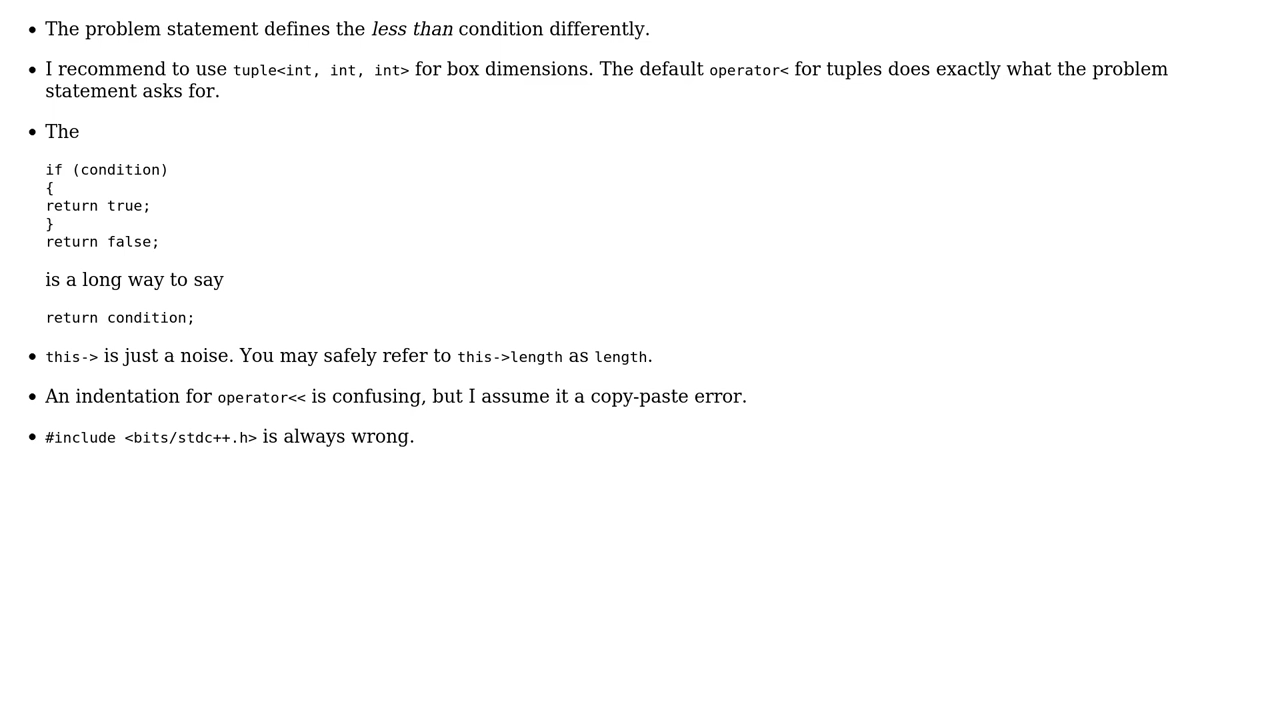 • The problem statement defines the less than condition differently.
• I recommend to use tuple<int, int, int> for box dimensions. The default operator< for tuples does exactly what the problem
statement asks for.
• The
if (condition)
{
return true;
}
return false;
is a long way to say
return condition;
• this-> is just a noise. You may safely refer to this->length as length.
• An indentation for operator<< is confusing, but I assume it a copy-paste error.
• #include <bits/stdc++.h> is always wrong.